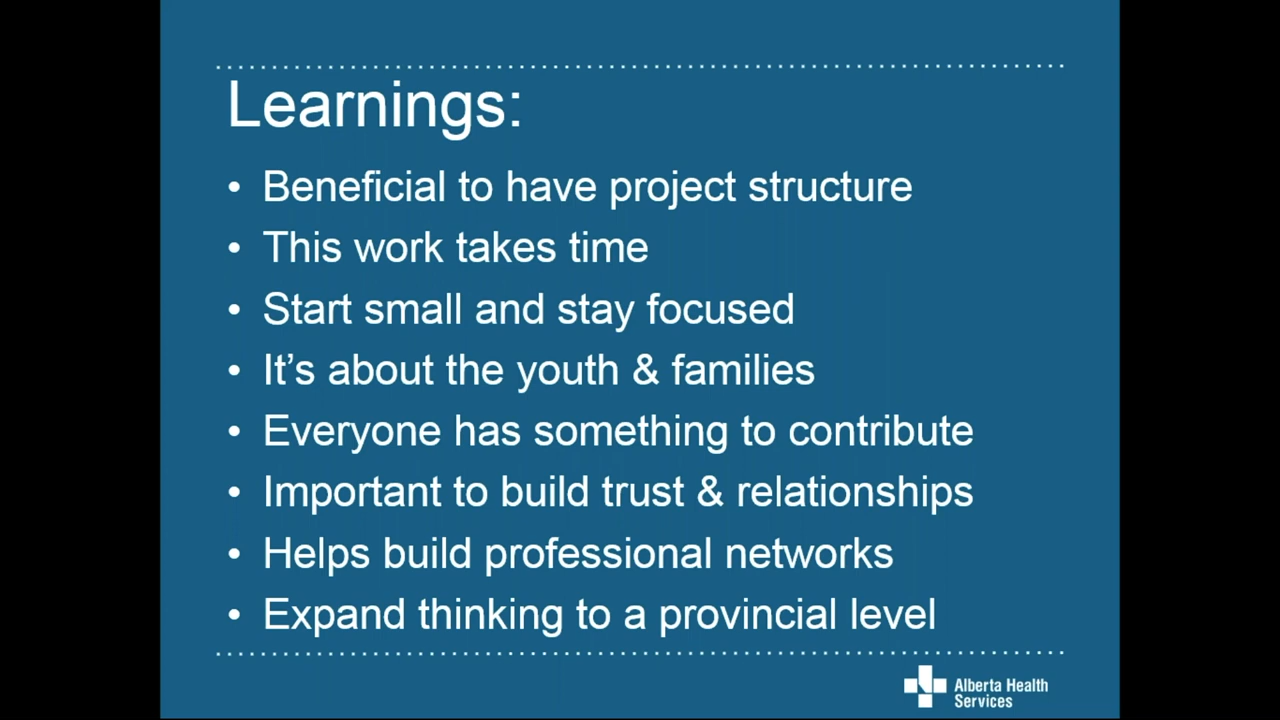 Learnings:
• Beneficial to have project structure
• This work takes time
• Start small and stay focused
• It’s about the youth & families
• Everyone has something to contribute
• Important to build trust & relationships
• Helps build professional networks
• Expand thinking to a provincial level
Alberta Health
Services